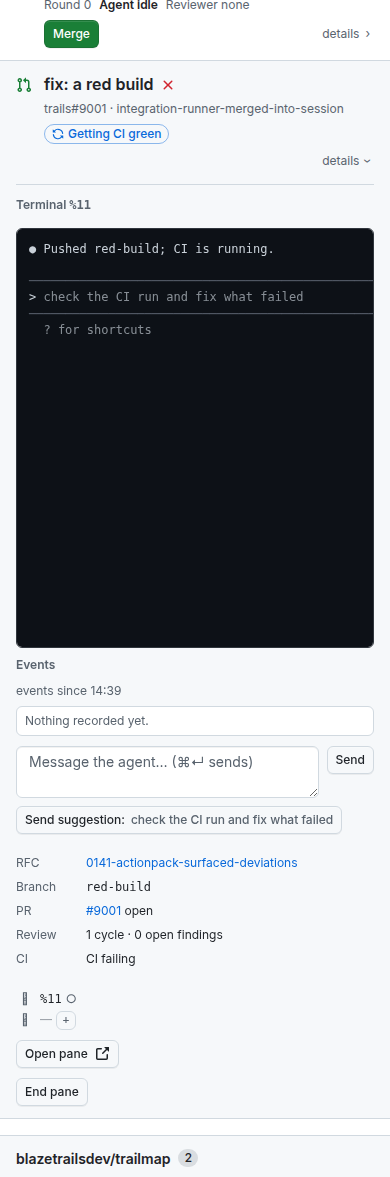 Round 0 Agent idle Reviewer none
Merge
details ›
fix: a red build ×
trails#9001 · integration-runner-merged-into-session
Getting CI green
details
Terminal %11
● Pushed red-build; CI is running.
> check the CI run and fix what failed
? for shortcuts
Events
events since 14:39
Nothing recorded yet.
Message the agent... (⌘↵ sends)
Send
Send suggestion: check the CI run and fix what failed
RFC 0141-actionpack-surfaced-deviations
Branch red-build
PR #9001 open
Review 1 cycle · 0 open findings
CI CI failing
%11 ○
— +
Open pane
End pane
blazetrailsdev/trailmap 2